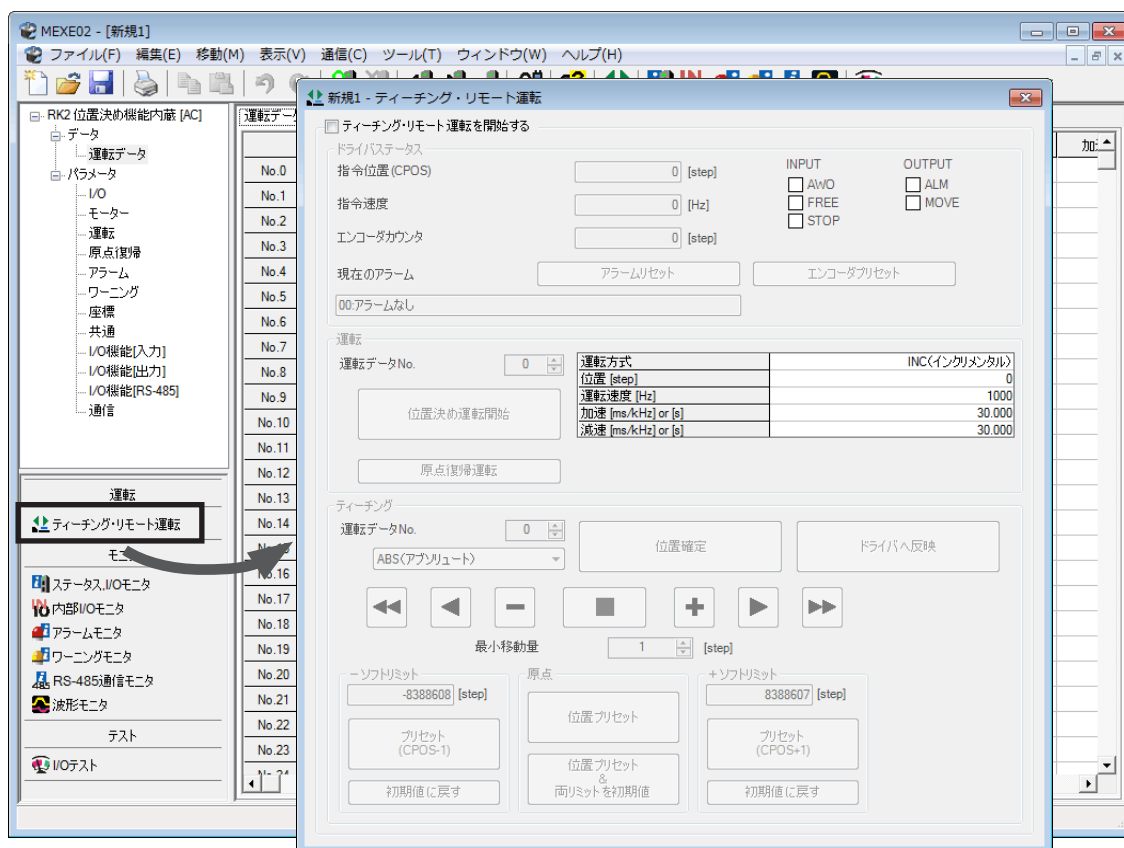 MEXE02 - [新規1]
ファイル(F) 編集(E) 移動(M) 表示(V) 通信(C) ツール(T) ウィンドウ(W) ヘルプ(H)
RK2 位置決め機能内蔵 [AC]
データ
運転データ
パラメータ
I/O
モーター
運転
原点復帰
アラーム
ワーニング
座標
共通
I/O機能[入力]
I/O機能[出力]
I/O機能[RS-485]
通信
運転
ティーチング・リモート運転
ステータス,I/Oモニタ
内部I/Oモニタ
アラームモニタ
ワーニングモニタ
RS-485通信モニタ
波形モニタ
テスト
I/Oテスト
No.0
No.1
No.2
No.3
No.4
No.5
No.6
No.7
No.8
No.9
No.10
No.11
No.12
No.13
No.14
No.16
No.17
No.18
No.19
No.20
No.21
No.22
No.23
新規1 - ティーチング・リモート運転
ティーチング・リモート運転を開始する
ドライバステータス
指令位置(CPOS) 0 [step]
指令速度 0 [Hz]
エンコーダカウンタ 0 [step]
INPUT
AWO
FREE
STOP
OUTPUT
ALM
MOVE
現在のアラーム アラームリセット エンコーダプリセット
00:アラームなし
運転
運転データNo. 0
位置決め運転開始
原点復帰運転
運転方式 INC(インクリメンタル)
位置 [step] 0
運転速度 [Hz] 1000
加速 [ms/kHz] or [s] 30.000
減速 [ms/kHz] or [s] 30.000
ティーチング
運転データNo. 0
ABS(アブソリュート)
位置確定 ドライバへ反映
最小移動量 1 [step]
－ソフトリミット
-8388608 [step]
プリセット
(CPOS-1)
初期値に戻す
原点
位置プリセット
位置プリセット
&
両リミットを初期値
＋ソフトリミット
8388607 [step]
プリセット
(CPOS+1)
初期値に戻す